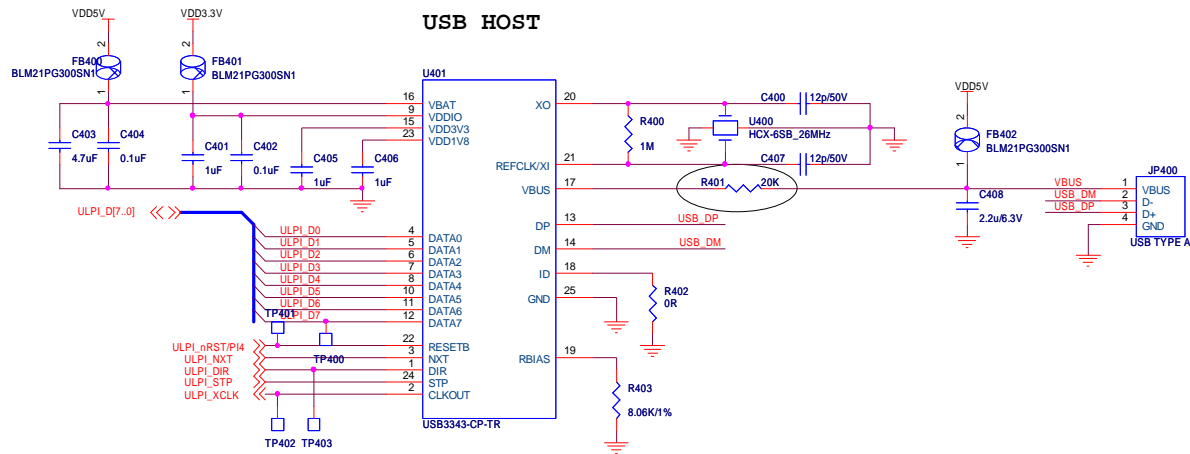 USB HOST
VDD5V
VDD3.3V
2
2
FB400
BLM21PG300SN1
FB401
BLM21PG300SN1
1
1
C403
4.7uF
C404
0.1uF
C401
1uF
C402
0.1uF
C405
1uF
C406
1uF
U401
16 VBAT
9 VDDIO
15 VDD3V3
23 VDD1V8
ULPI_D[7..0]
ULPI_D0 4 DATA0
ULPI_D1 5 DATA1
ULPI_D2 6 DATA2
ULPI_D3 7 DATA3
ULPI_D4 8 DATA4
ULPI_D5 10 DATA5
ULPI_D6 11 DATA6
ULPI_D7 12 DATA7
TP401
TP400
ULPI_nRST/PI4 22 RESETB
ULPI_NXT 3 NXT
ULPI_DIR 1 DIR
ULPI_STP 24 STP
ULPI_XCLK 2 CLKOUT
TP402 TP403
USB3343-CP-TR
XO 20
REFCLK/XI 21
VBUS 17
DP 13 USB_DP
DM 14 USB_DM
ID 18
GND 25
RBIAS 19
C400 12p/50V
R400
1M
U400
HCX-6SB_26MHz
C407 12p/50V
R401 20K
R402
0R
R403
8.06K/1%
VDD5V
2
FB402
BLM21PG300SN1
1
C408
2.2u/6.3V
JP400
VBUS 1 VBUS
USB_DM 2 D-
USB_DP 3 D+
4 GND
USB TYPE A